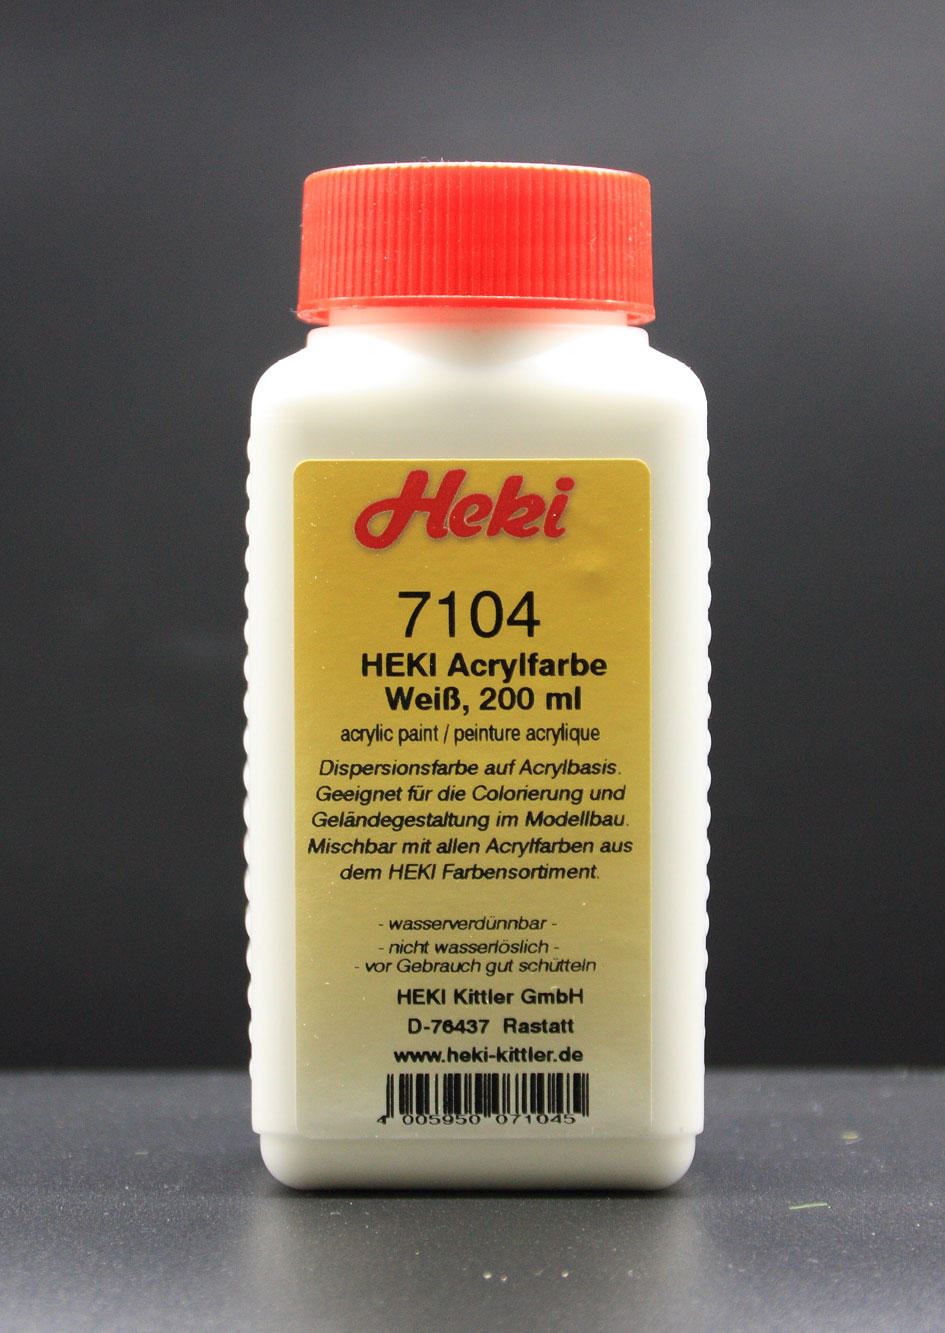 Heki
7104
HEKI Acrylfarbe
Weiß, 200 ml
acrylic paint / peinture acrylique
Dispersionsfarbe auf Acrylbasis.
Geeignet für die Colorierung und
Geländegestaltung im Modellbau.
Mischbar mit allen Acrylfarben aus
dem HEKI Farbensortiment.
- wasserverdünnbar -
- nicht wasserlöslich -
- vor Gebrauch gut schütteln
HEKI Kittler GmbH
D-76437 Rastatt
www.heki-kittler.de
4 005950 071045